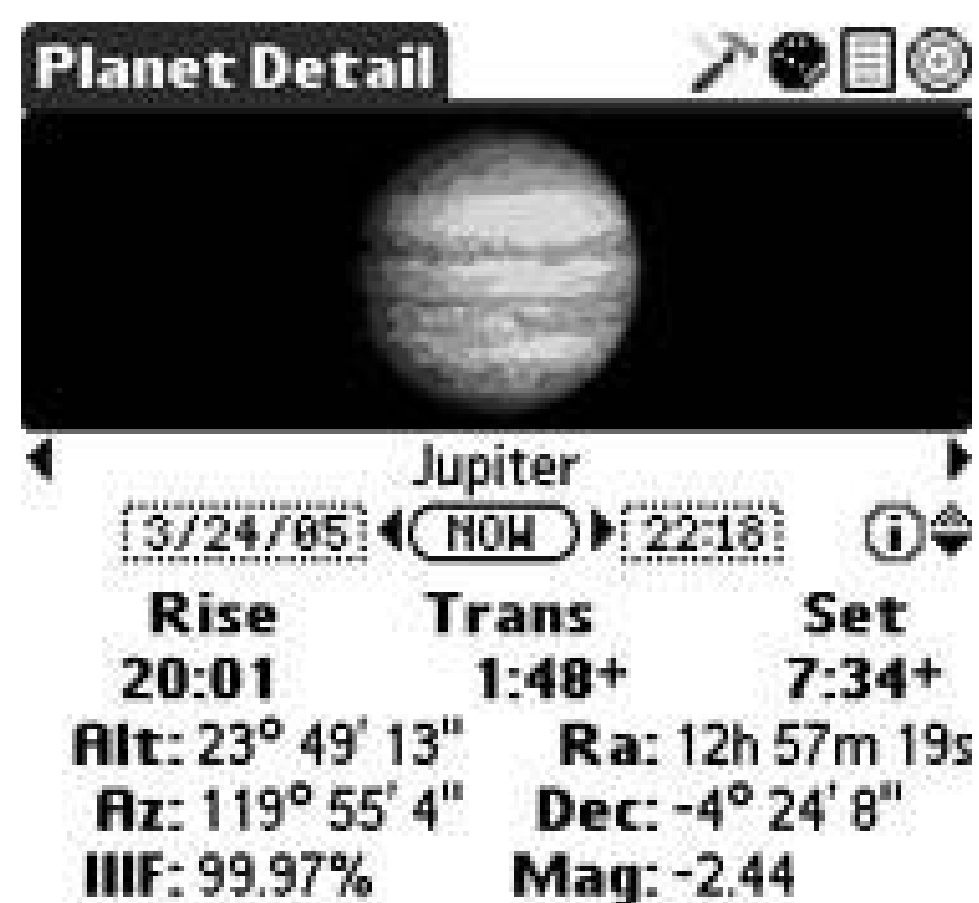 Planet Detail
Jupiter
3/24/05 NOW 22:18
Rise Trans Set
20:01 1:48+ 7:34+
Alt: 23° 49' 13" Ra: 12h 57m 19s
Az: 119° 55' 4" Dec: -4° 24' 8"
IllF: 99.97% Mag: -2.44